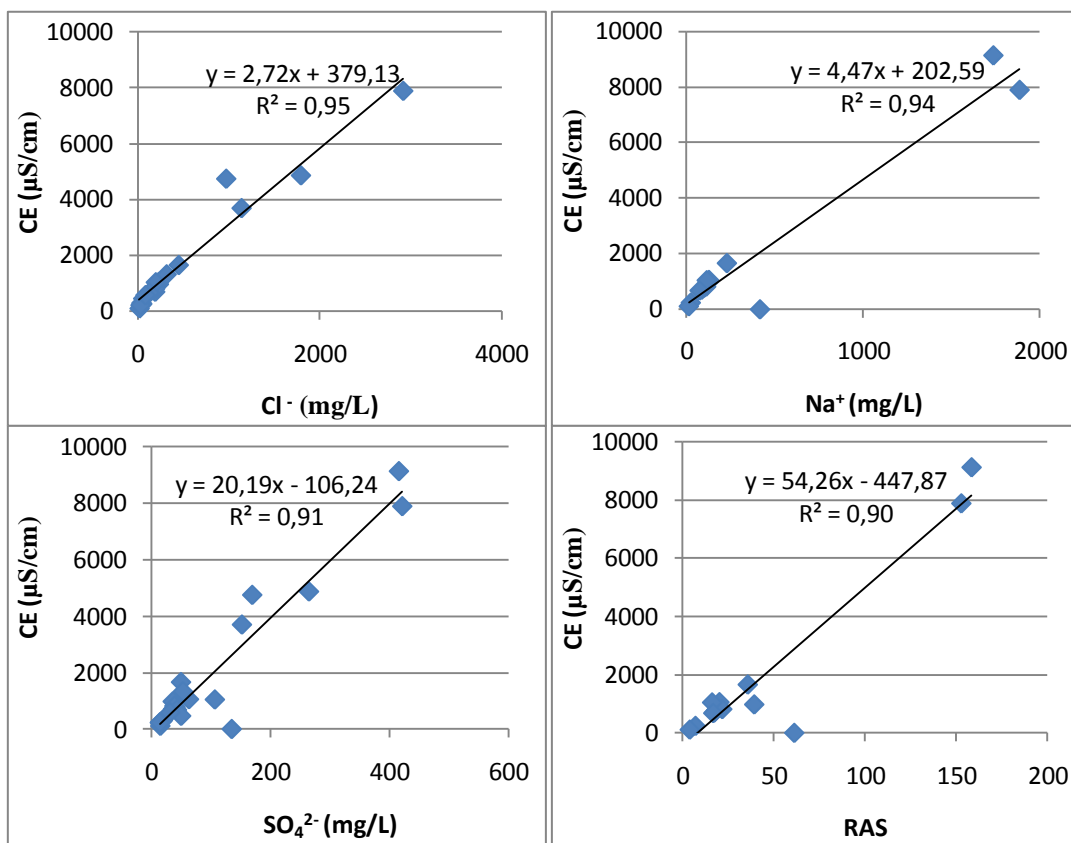 10000
8000
6000
4000
2000
0
CE (µS/cm)
y = 2,72x + 379,13
R² = 0,95
0 2000 4000
Cl - (mg/L)
10000
8000
6000
4000
2000
0
CE (µS/cm)
y = 4,47x + 202,59
R² = 0,94
0 1000 2000
Na⁺ (mg/L)
10000
8000
6000
4000
2000
0
CE (µS/cm)
y = 20,19x - 106,24
R² = 0,91
0 200 400 600
SO₄²⁻ (mg/L)
10000
8000
6000
4000
2000
0
CE (µS/cm)
y = 54,26x - 447,87
R² = 0,90
0 50 100 150 200
RAS